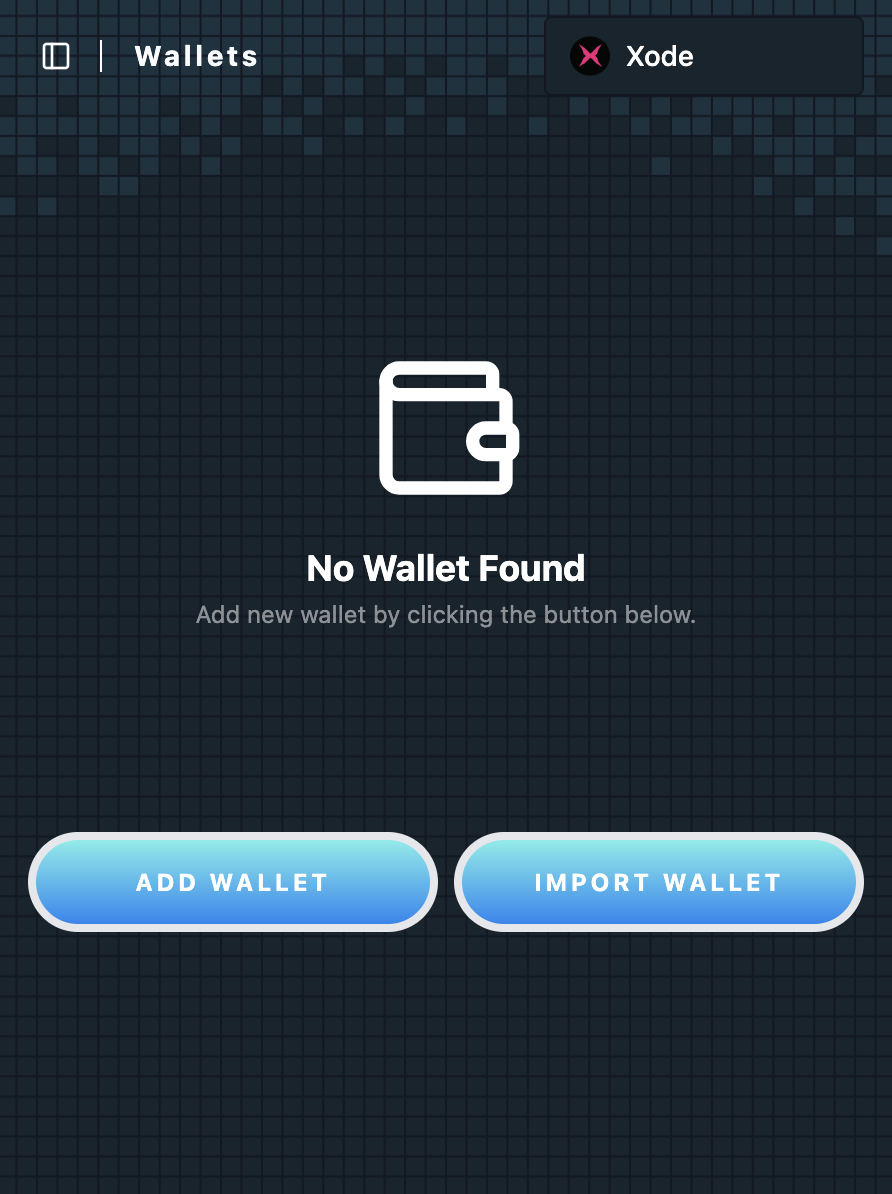 Wallets
Xode
No Wallet Found
Add new wallet by clicking the button below.
ADD WALLET
IMPORT WALLET